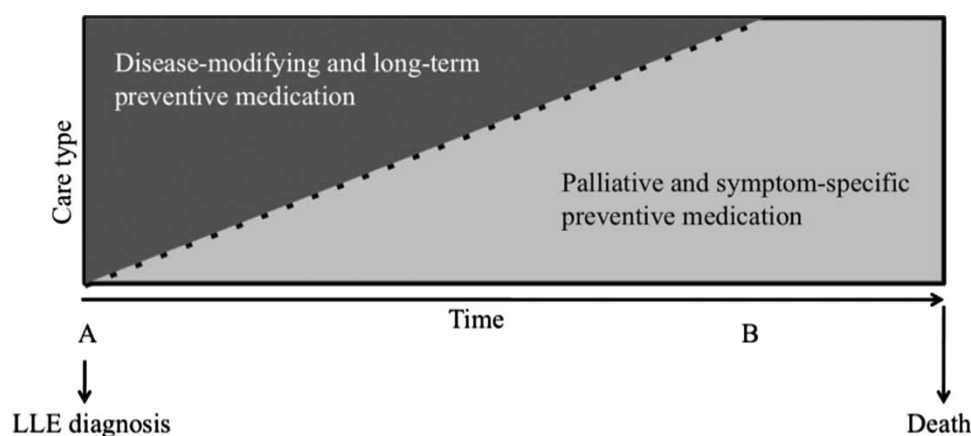 Disease-modifying and long-term
preventive medication
Care type
Palliative and symptom-specific
preventive medication
Time
A
B
LLE diagnosis
Death